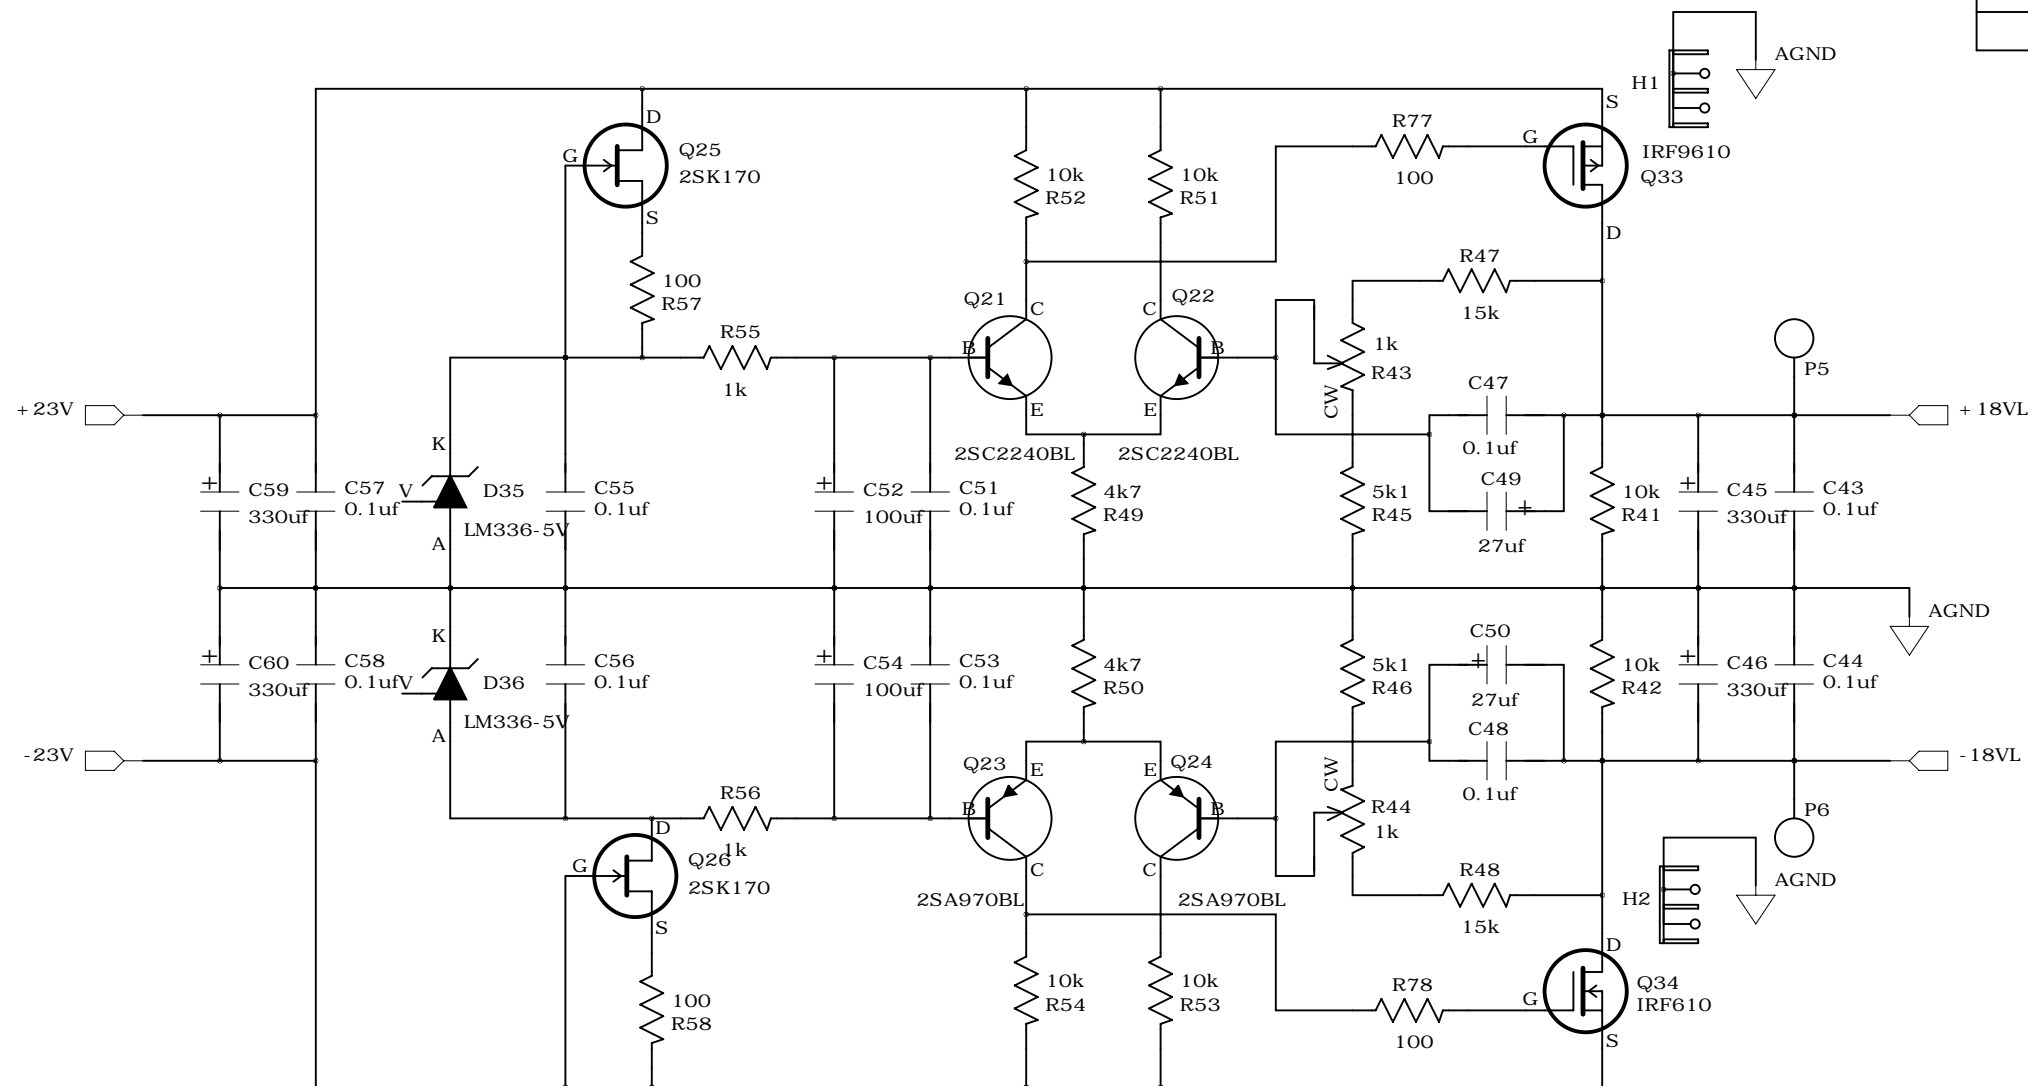 AGND
H1
S
D
G
Q25
2SK170
S
R77
100
G
IRF9610
Q33
10k
R52
10k
R51
D
100
R57
R47
15k
Q21
C
Q22
C
R55
1k
B
B
1k
R43
CW
P5
+23V
E
E
C47
0.1uf
+18VL
K
2SC2240BL
2SC2240BL
+
C59
330uf
C57
0.1uf
V
D35
LM336-5V
A
C55
0.1uf
+
C52
100uf
C51
0.1uf
4k7
R49
5k1
R45
C49
+
27uf
10k
R41
+
C45
330uf
C43
0.1uf
AGND
K
+
C60
330uf
C58
0.1uf
V
D36
LM336-5V
A
C56
0.1uf
+
C54
100uf
C53
0.1uf
4k7
R50
5k1
R46
C50
+
27uf
10k
R42
+
C46
330uf
C44
0.1uf
-23V
C48
0.1uf
-18VL
Q23
E
Q24
E
CW
R44
1k
B
B
R56
1k
P6
D
G
Q26
2SK170
S
C
C
2SA970BL
2SA970BL
R48
15k
H2
AGND
D
10k
R54
10k
R53
R78
100
G
Q34
IRF610
S
100
R58